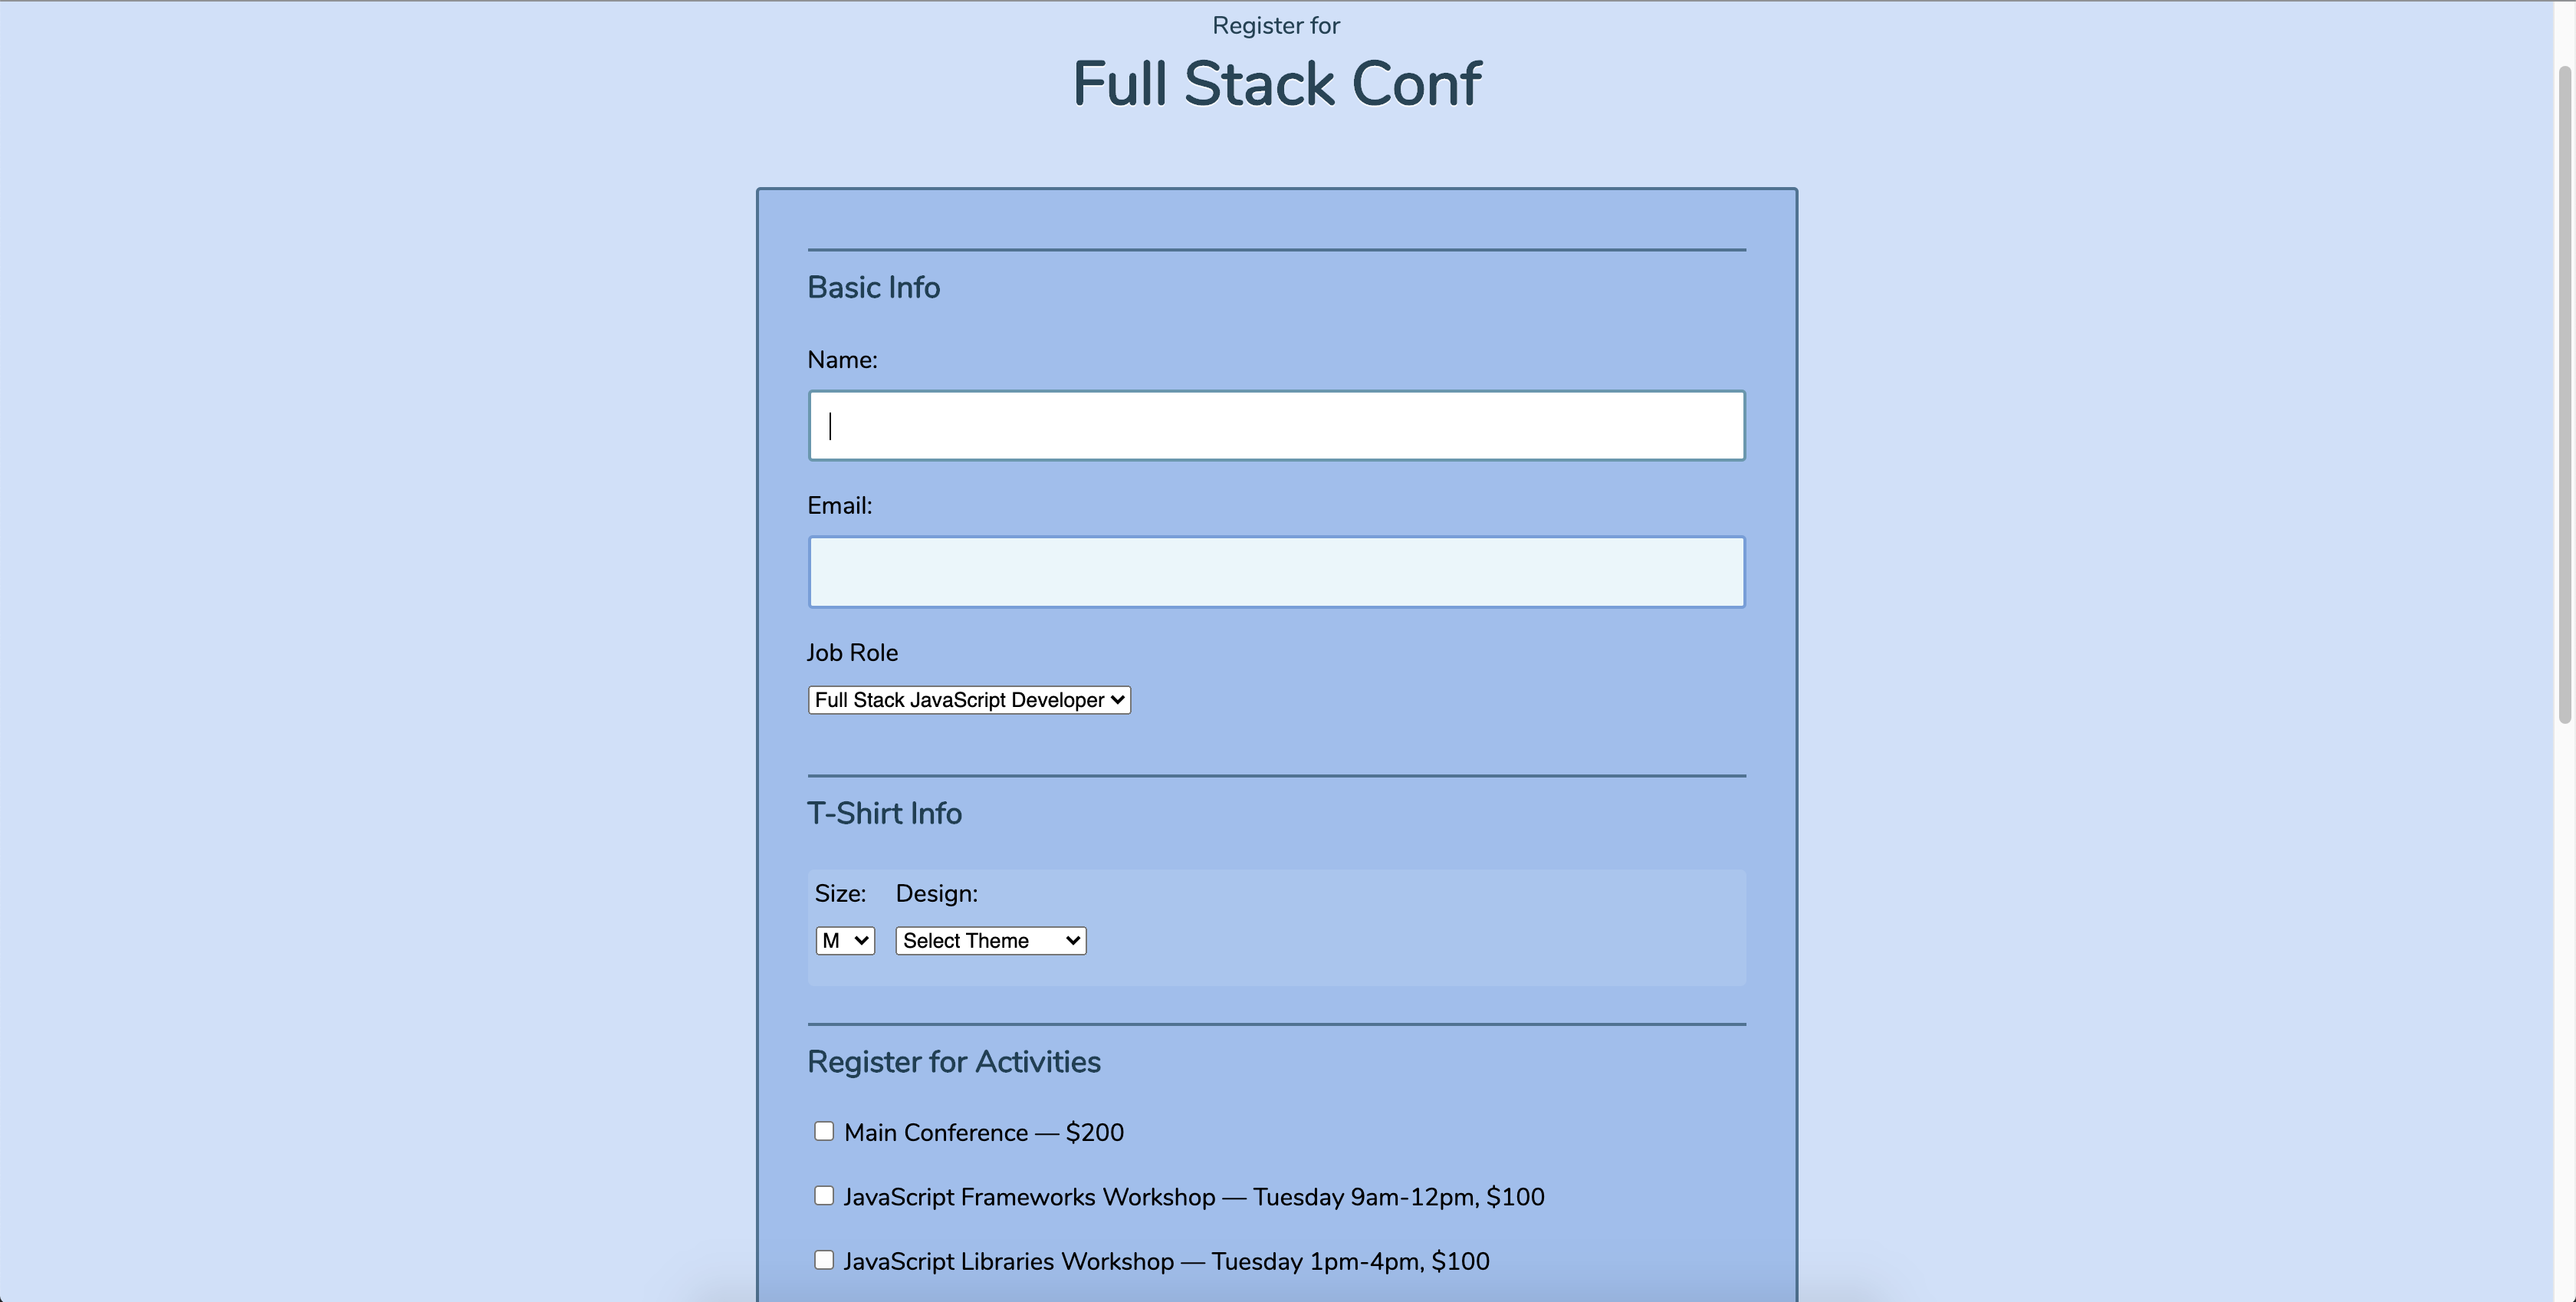 Register for
Full Stack Conf
Basic Info
Name:
Email:
Job Role
Full Stack JavaScript Developer
T-Shirt Info
Size: Design:
M Select Theme
Register for Activities
Main Conference — $200
JavaScript Frameworks Workshop — Tuesday 9am-12pm, $100
JavaScript Libraries Workshop — Tuesday 1pm-4pm, $100